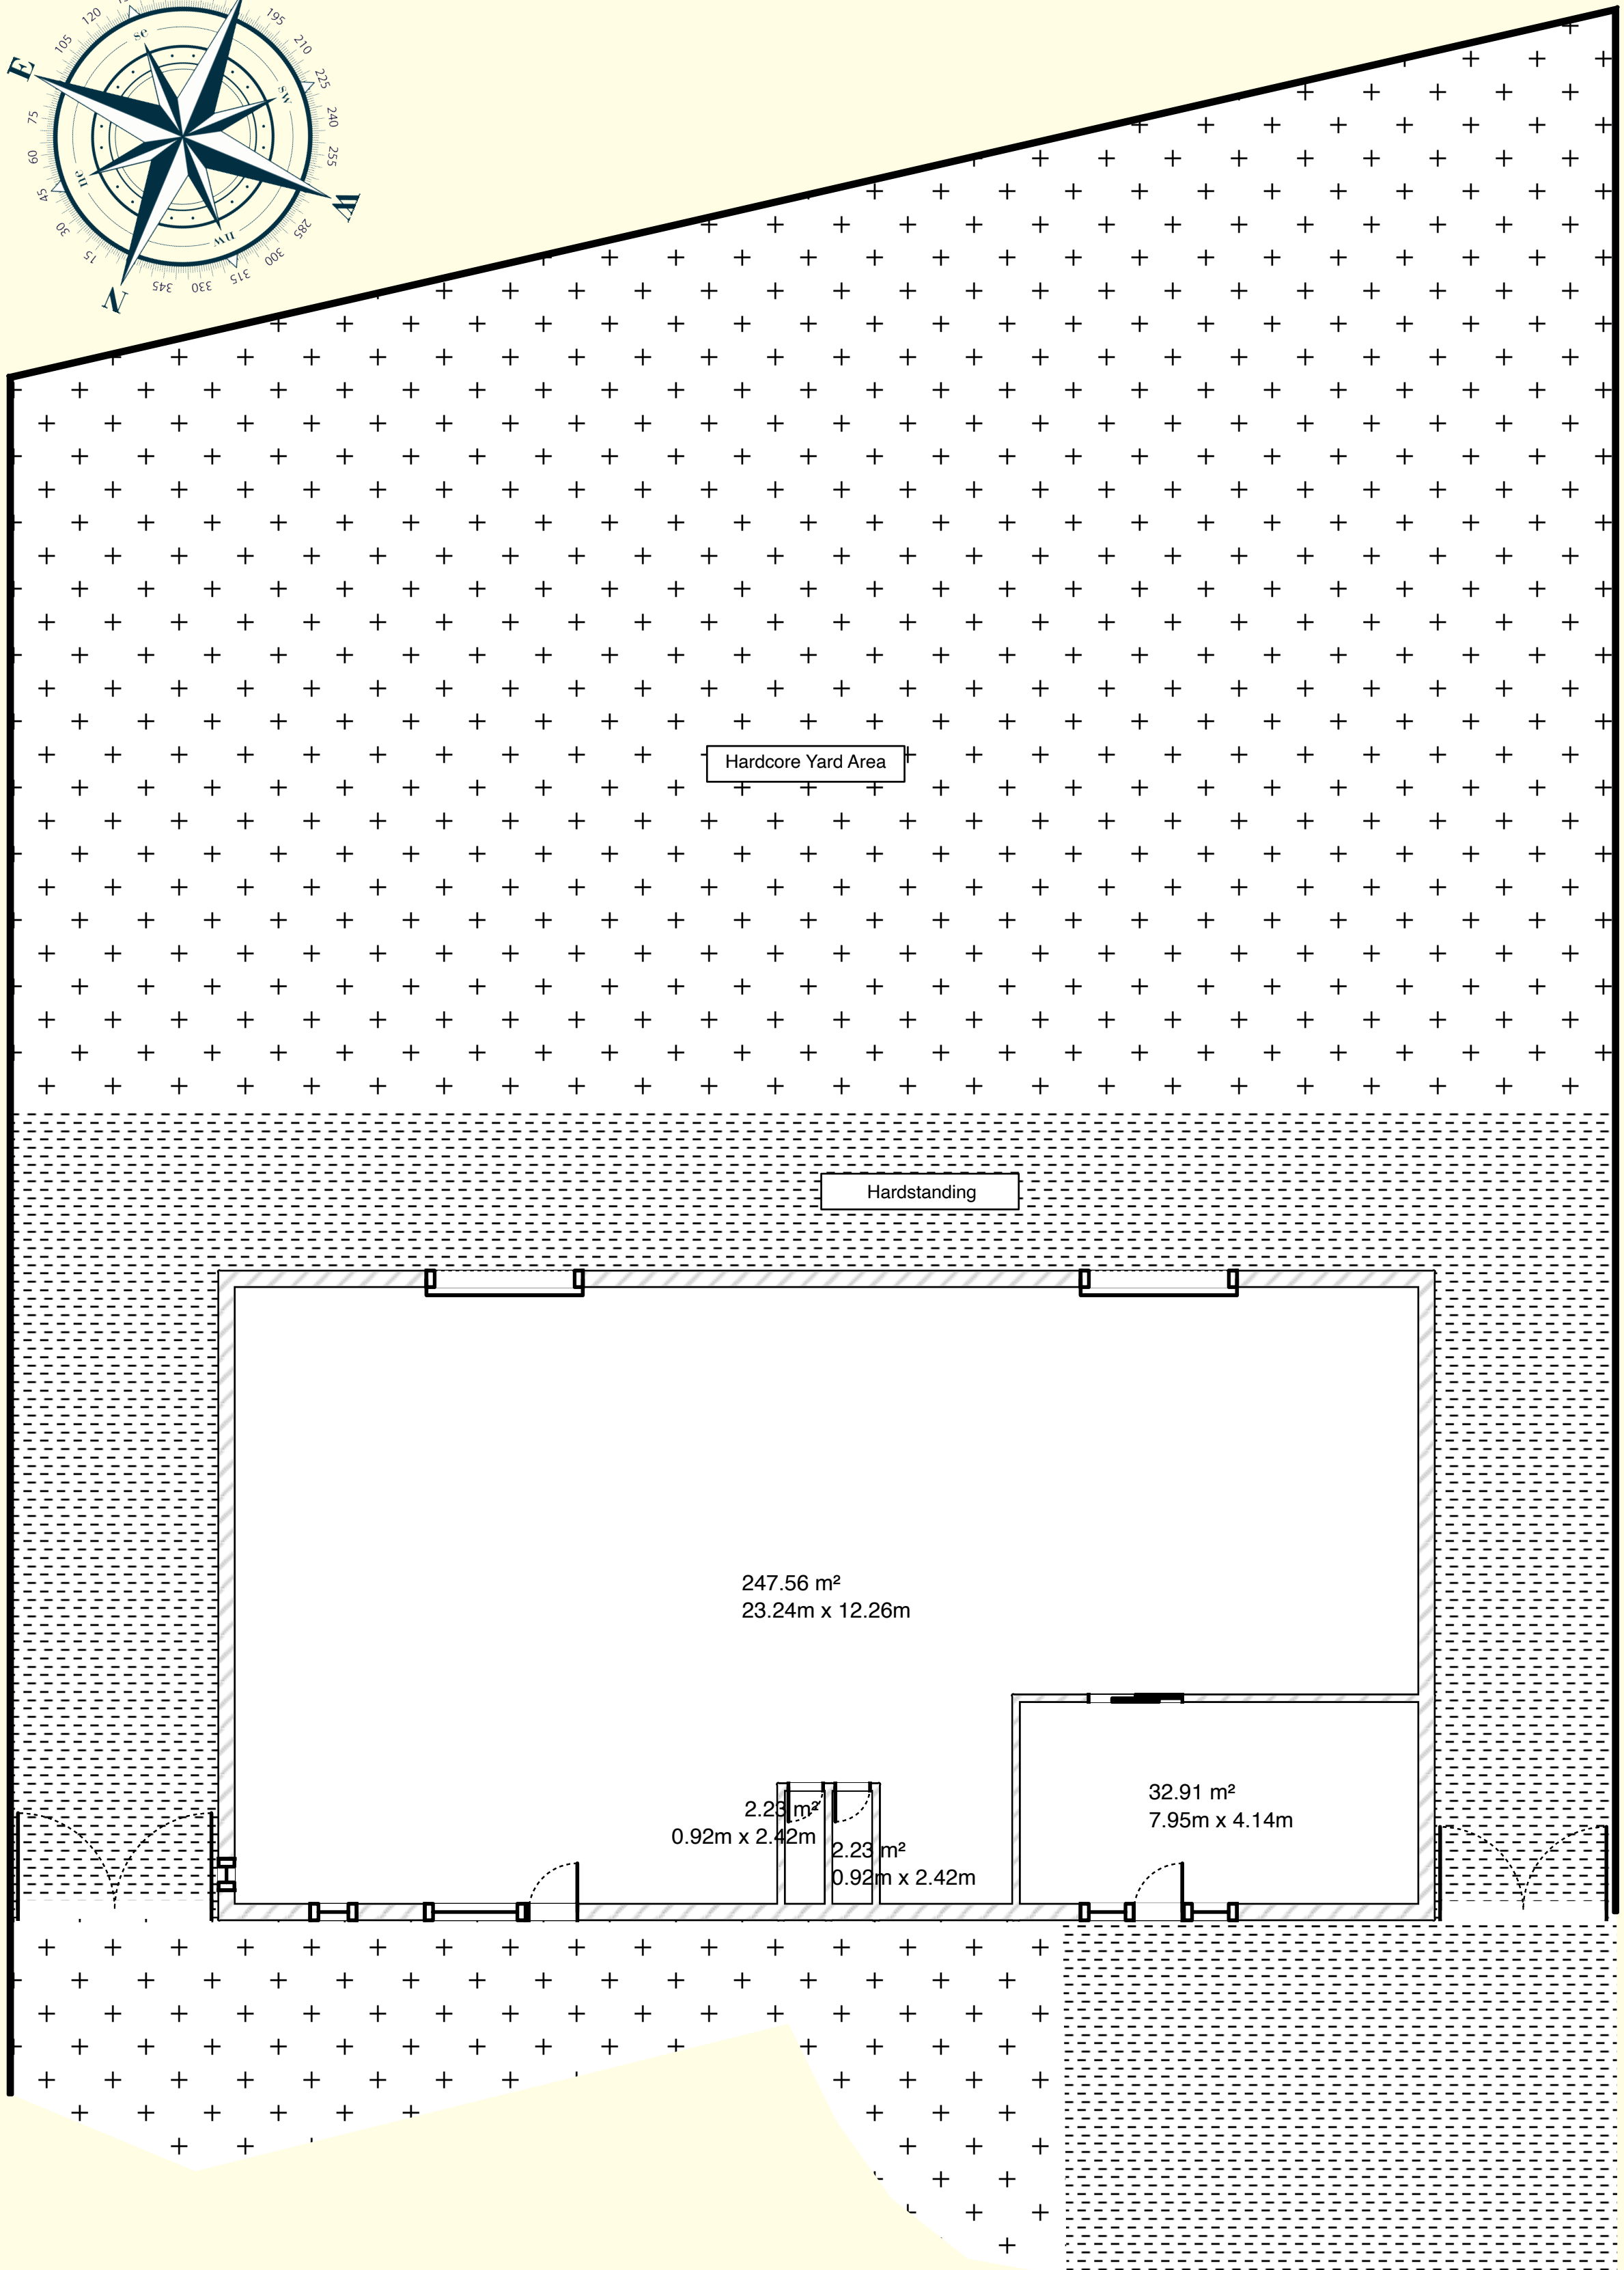 120
195
105
se
210
E
225
sw
75
240
60
255
ne
45
W
30
285
nw
15
300
N
345
330
315
Hardcore Yard Area
Hardstanding
247.56 m²
23.24m x 12.26m
32.91 m²
7.95m x 4.14m
2.23 m²
0.92m x 2.42m
2.23 m²
0.92m x 2.42m